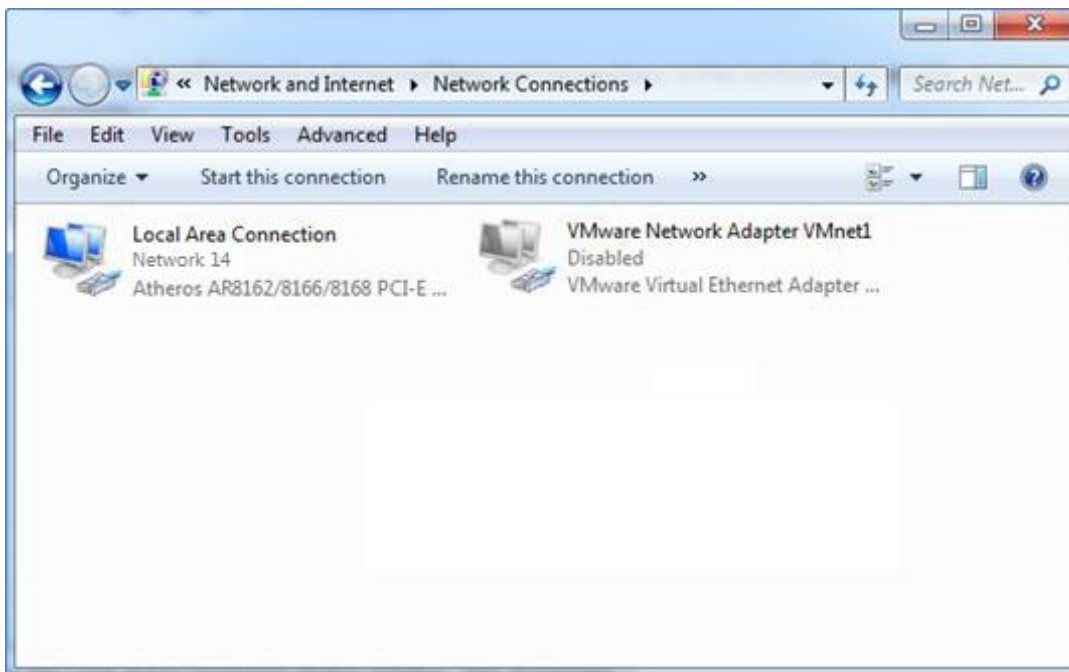 « Network and Internet ▸ Network Connections ▸ Search Net...
File Edit View Tools Advanced Help
Organize Start this connection Rename this connection »
Local Area Connection
Network 14
Atheros AR8162/8166/8168 PCI-E ...
VMware Network Adapter VMnet1
Disabled
VMware Virtual Ethernet Adapter ...